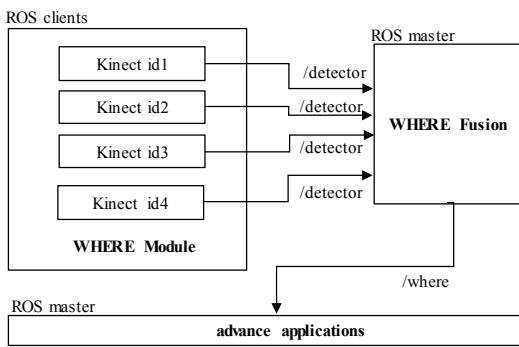 ROS clients
ROS master
Kinect id1
/detector
Kinect id2
/detector
WHERE Fusion
Kinect id3
/detector
Kinect id4
/detector
WHERE Module
/where
ROS master
advance applications